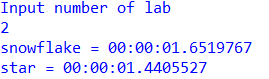 Input number of lab
2
snowflake = 00:00:01.6519767
star = 00:00:01.4405527